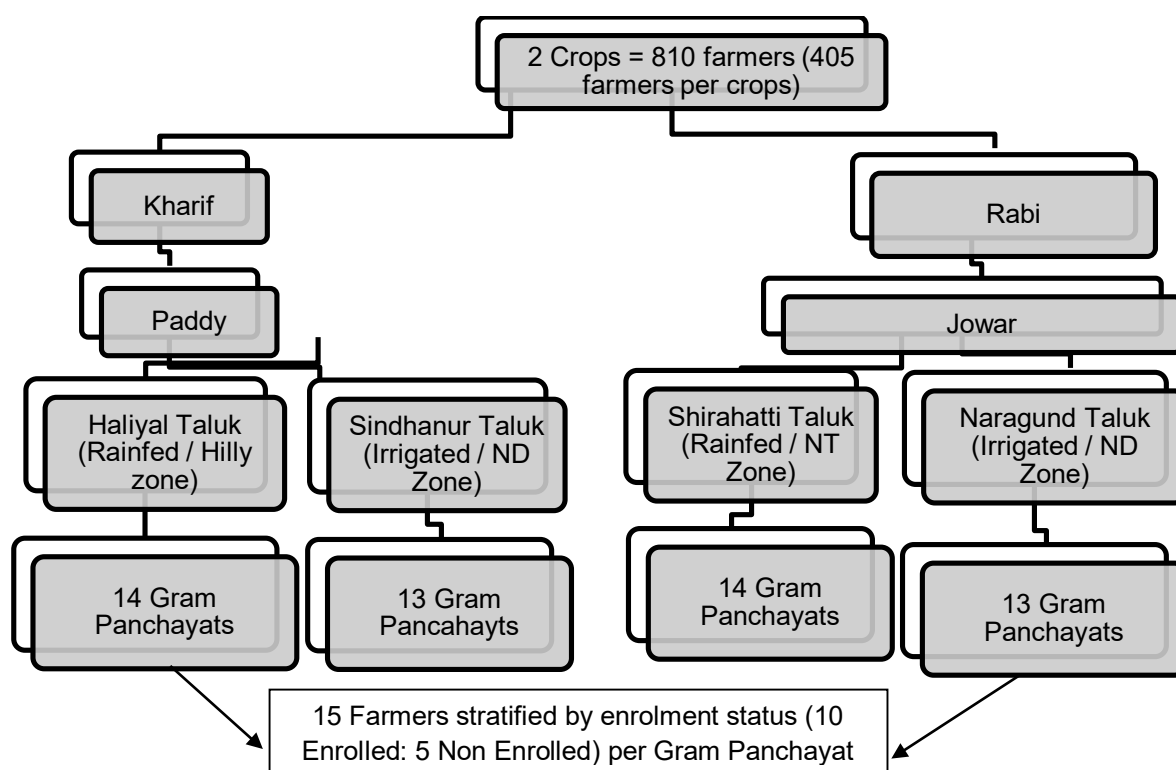 2 Crops = 810 farmers (405
farmers per crops)
Kharif
Rabi
Paddy
Jowar
Haliyal Taluk
(Rainfed / Hilly
zone)
Sindhanur Taluk
(Irrigated / ND
Zone)
Shirahatti Taluk
(Rainfed / NT
Zone)
Naragund Taluk
(Irrigated / ND
Zone)
14 Gram
Panchayats
13 Gram
Pancahayts
14 Gram
Panchayats
13 Gram
Panchayats
15 Farmers stratified by enrolment status (10
Enrolled: 5 Non Enrolled) per Gram Panchayat